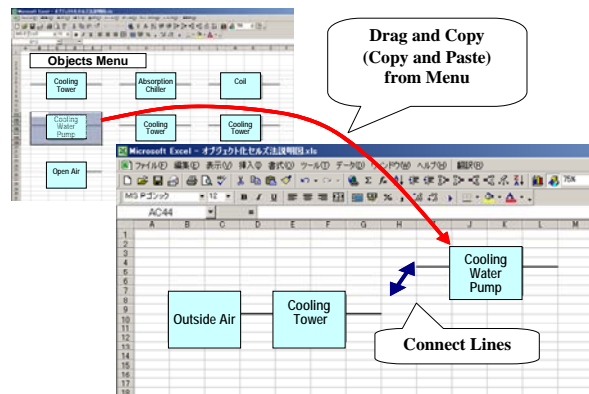 Microsoft Excel
Objects Menu
Cooling
Tower
Absorption
Chiller
Coil
Cooling
Water
Pump
Cooling
Tower
Cooling
Tower
Open Air
Drag and Copy
(Copy and Paste)
from Menu
Microsoft Excel - オブジェクト化セルズ法説明図.xls
ファイル(F) 編集(E) 表示(V) 挿入(I) 書式(O) ツール(T) データ(D) ウィンドウ(W) ヘルプ(H) 翻訳(R)
75%
MS Pゴシック 12 B I U
AC44 =
A B C D E F G H I J K L M
1
2
3
4
5
6
7
8
9
10
11
12
13
14
15
16
17
18
Cooling
Water
Pump
Outside Air
Cooling
Tower
Connect Lines